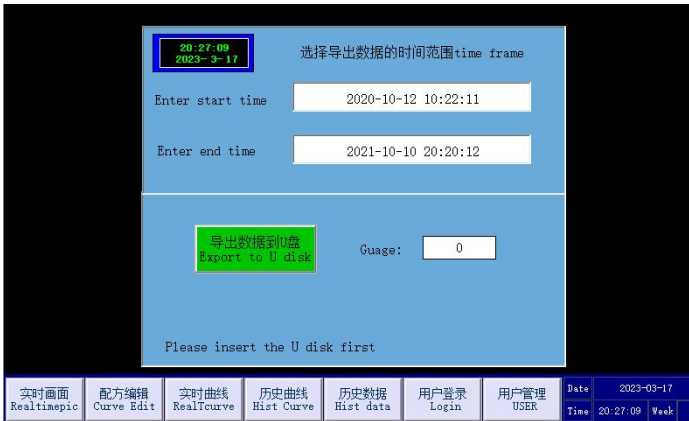 20:27:09
2023- 3-17
选择导出数据的时间范围time frame
Enter start time
2020-10-12 10:22:11
Enter end time
2021-10-10 20:20:12
导出数据到U盘
Export to U disk
Guage:
0
Please insert the U disk first
实时画面
Realtimepic
配方编辑
Curve Edit
实时曲线
RealTcurve
历史曲线
Hist Curve
历史数据
Hist data
用户登录
Login
用户管理
USER
Date
2023-03-17
Time
20:27:09
Week